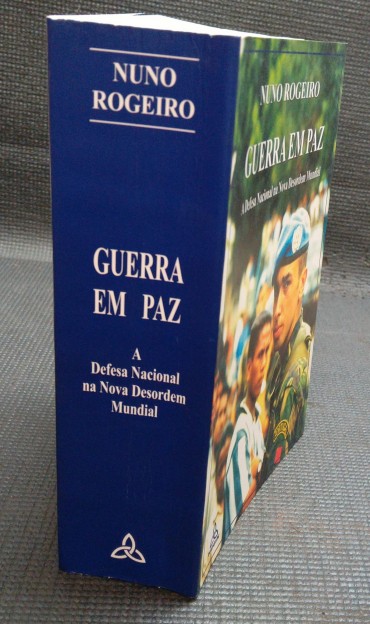 NUNO
ROGEIRO
GUERRA
EM PAZ
A
Defesa Nacional
na Nova Desordem
Mundial
NUNO ROGEIRO
GUERRA EM PAZ
A Defesa Nacional na Nova Desordem Mundial